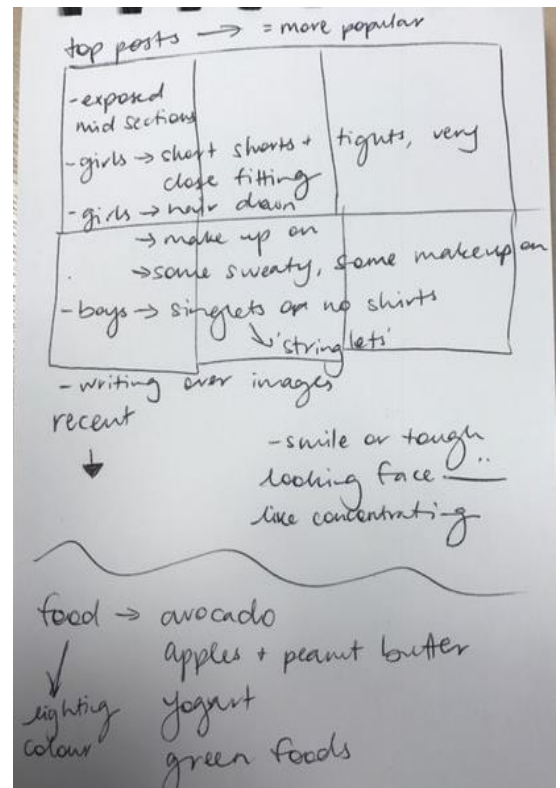 top posts → = more popular
-exposed
mid sections
-girls → short shorts + tights, very
close fitting
-girls → hair down
→ make up on
→ some sweaty, some makeup on
-boys → singlets or no shirts
↘ 'stringlets'
-writing over images
recent
↓
-smile or tough
looking face
like concentrating
food → avocado
apples + peanut butter
↓ yogurt
lighting
colour
green foods